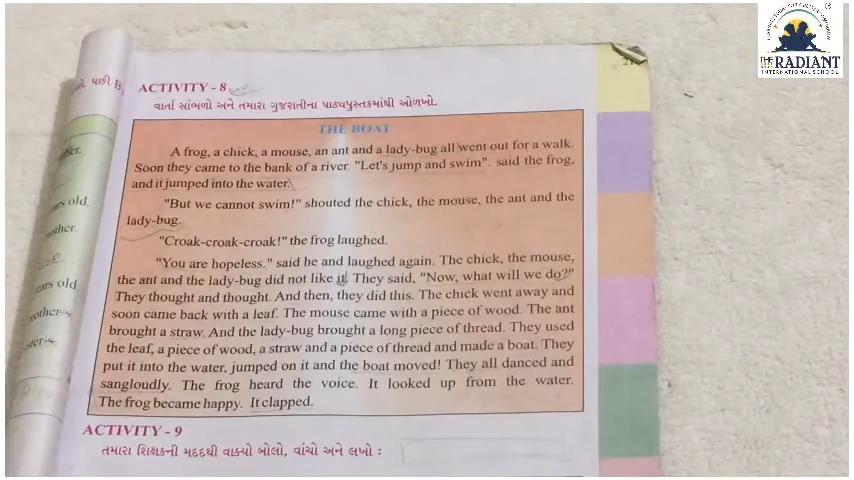 THE RADIANT
INTERNATIONAL SCHOOL
ACTIVITY - 8
વાર્તા સાંભળો અને તમારા ગુજરાતીના પાઠ્યપુસ્તકમાંથી ઓળખો.
THE BOAT
A frog, a chick, a mouse, an ant and a lady-bug all went out for a walk.
Soon they came to the bank of a river. "Let's jump and swim". said the frog,
and it jumped into the water.
"But we cannot swim!" shouted the chick, the mouse, the ant and the
lady-bug.
"Croak-croak-croak!" the frog laughed.
"You are hopeless." said he and laughed again. The chick, the mouse,
the ant and the lady-bug did not like it. They said, "Now, what will we do?"
They thought and thought. And then, they did this. The chick went away and
soon came back with a leaf. The mouse came with a piece of wood. The ant
brought a straw. And the lady-bug brought a long piece of thread. They used
the leaf, a piece of wood, a straw and a piece of thread and made a boat. They
put it into the water, jumped on it and the boat moved! They all danced and
sangloudly. The frog heard the voice. It looked up from the water.
The frog became happy. It clapped.
ACTIVITY - 9
તમારા શિક્ષકની મદદથી વાક્યો બોલો, વાંચો અને લખો :
પછી
ars old.
other.
ears old